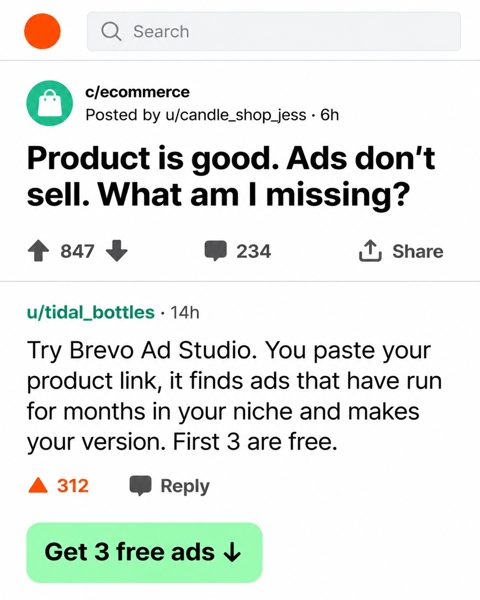 Search
c/ecommerce
Posted by u/candle_shop_jess · 6h
Product is good. Ads don't
sell. What am I missing?
847
234
Share
u/tidal_bottles · 14h
Try Brevo Ad Studio. You paste your
product link, it finds ads that have run
for months in your niche and makes
your version. First 3 are free.
312
Reply
Get 3 free ads ↓